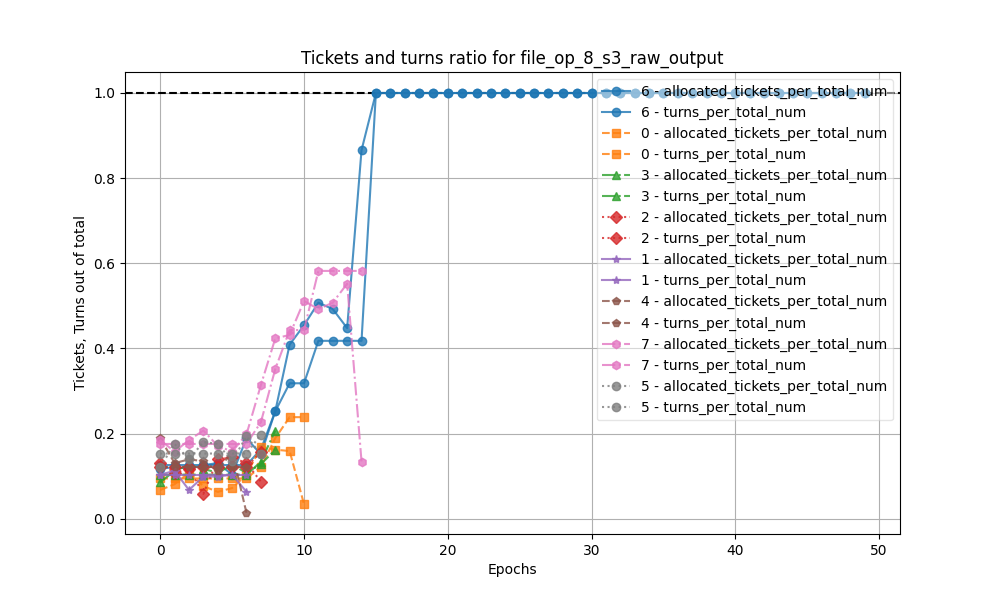 Tickets and turns ratio for file_op_8_s3_raw_output
1.0
0.8
0.6
0.4
0.2
0.0
Tickets, Turns out of total
0 10 20 30 40 50
Epochs
6 - allocated_tickets_per_total_num
6 - turns_per_total_num
0 - allocated_tickets_per_total_num
0 - turns_per_total_num
3 - allocated_tickets_per_total_num
3 - turns_per_total_num
2 - allocated_tickets_per_total_num
2 - turns_per_total_num
1 - allocated_tickets_per_total_num
1 - turns_per_total_num
4 - allocated_tickets_per_total_num
4 - turns_per_total_num
7 - allocated_tickets_per_total_num
7 - turns_per_total_num
5 - allocated_tickets_per_total_num
5 - turns_per_total_num